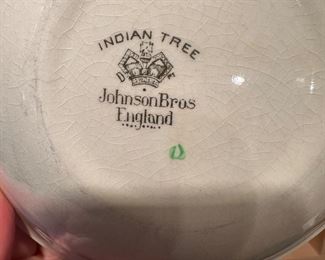 INDIAN TREE
D E
JohnsonBros
England